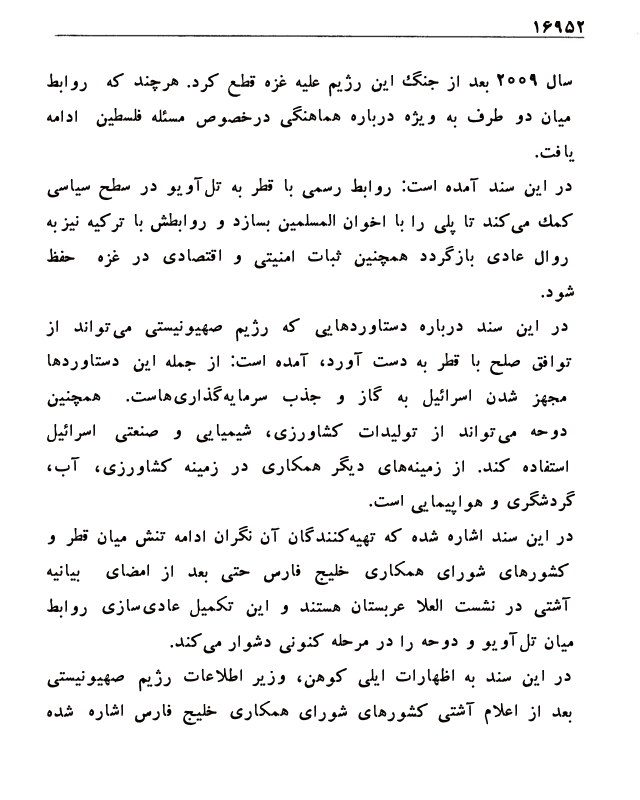 ۱۶۹۵۲
سال ۲۰۰۹ بعد از جنگ این رژیم علیه غزه قطع کرد. هرچند که روابط
میان دو طرف به ویژه درباره هماهنگی درخصوص مسئله فلسطین ادامه
یافت.
در این سند آمده است: روابط رسمی با قطر به تل‌آویو در سطح سیاسی
کمك می‌کند تا پلی را با اخوان المسلمین بسازد و روابطش با ترکیه نیز به
روال عادی بازگردد همچنین ثبات امنیتی و اقتصادی در غزه حفظ
شود.
در این سند درباره دستاوردهایی که رژیم صهیونیستی می‌تواند از
توافق صلح با قطر به دست آورد، آمده است: از جمله این دستاوردها
مجهز شدن اسرائیل به گاز و جذب سرمایه‌گذاری‌هاست. همچنین
دوحه می‌تواند از تولیدات کشاورزی، شیمیایی و صنعتی اسرائیل
استفاده کند. از زمینه‌های دیگر همکاری در زمینه کشاورزی، آب،
گردشگری و هواپیمایی است.
در این سند اشاره شده که تهیه‌کنندگان آن نگران ادامه تنش میان قطر و
کشورهای شورای همکاری خلیج فارس حتی بعد از امضای بیانیه
آشتی در نشست العلا عربستان هستند و این تکمیل عادی‌سازی روابط
میان تل‌آویو و دوحه را در مرحله کنونی دشوار می‌کند.
در این سند به اظهارات ایلی کوهن، وزیر اطلاعات رژیم صهیونیستی
بعد از اعلام آشتی کشورهای شورای همکاری خلیج فارس اشاره شده